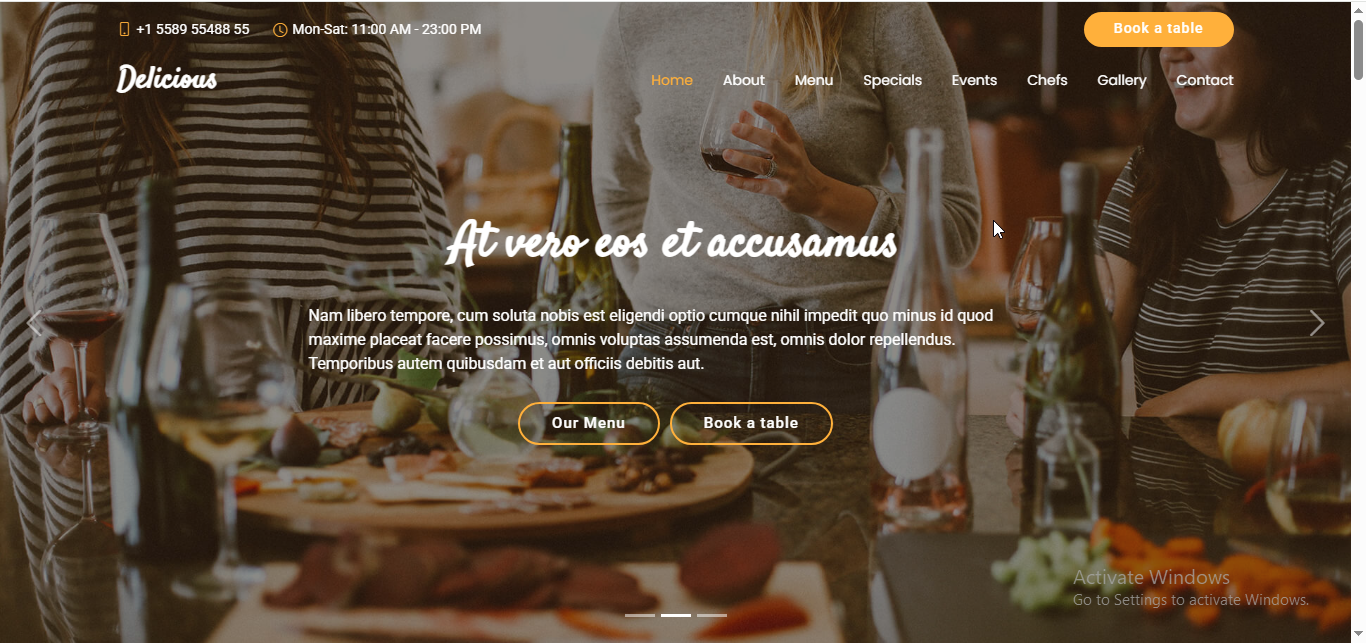 +1 5589 55488 55
Mon-Sat: 11:00 AM - 23:00 PM
Book a table
Delicious
Home
About
Menu
Specials
Events
Chefs
Gallery
Contact
At vero eos et accusamus
Nam libero tempore, cum soluta nobis est eligendi optio cumque nihil impedit quo minus id quod
maxime placeat facere possimus, omnis voluptas assumenda est, omnis dolor repellendus.
Temporibus autem quibusdam et aut officiis debitis aut.
Our Menu
Book a table
Activate Windows
Go to Settings to activate Windows.